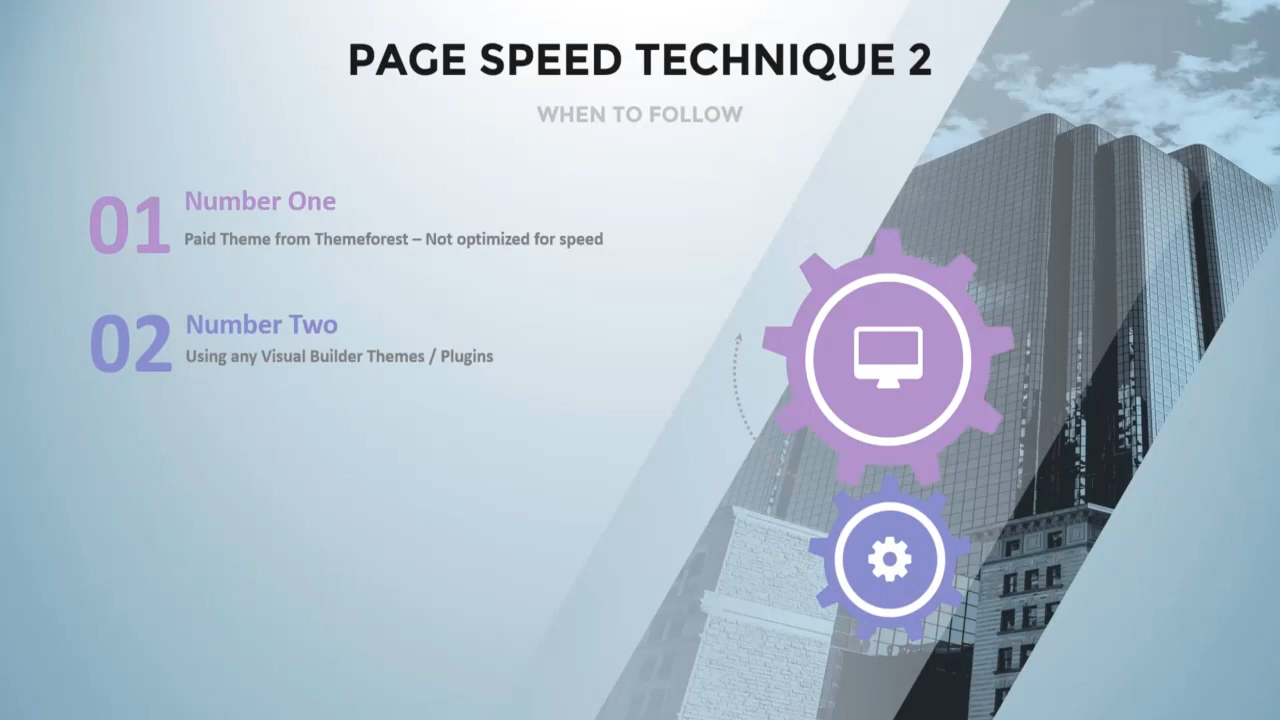 PAGE SPEED TECHNIQUE 2
WHEN TO FOLLOW
01
Number One
Paid Theme from Themeforest – Not optimized for speed
02
Number Two
Using any Visual Builder Themes / Plugins